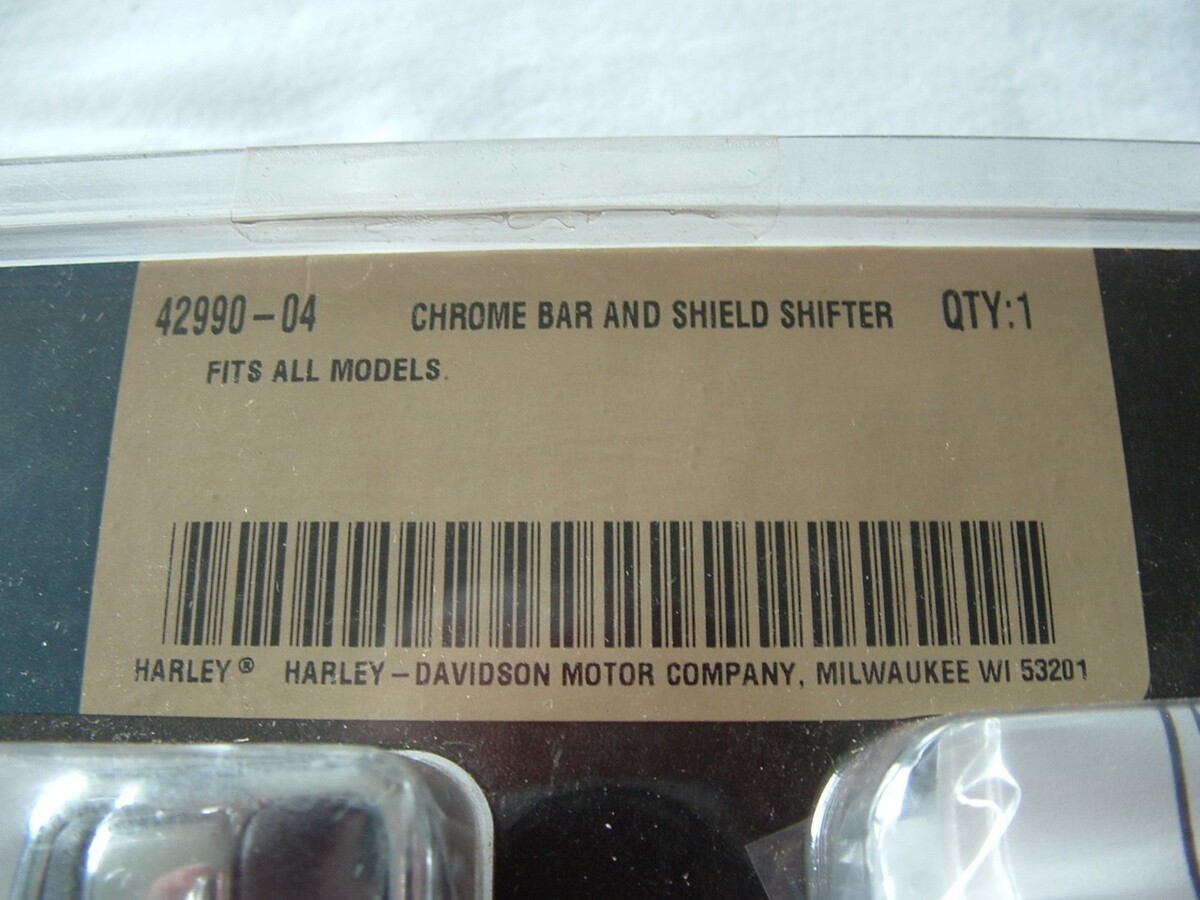 42990-04 CHROME BAR AND SHIELD SHIFTER QTY:1
FITS ALL MODELS.
HARLEY® HARLEY-DAVIDSON MOTOR COMPANY, MILWAUKEE WI 53201